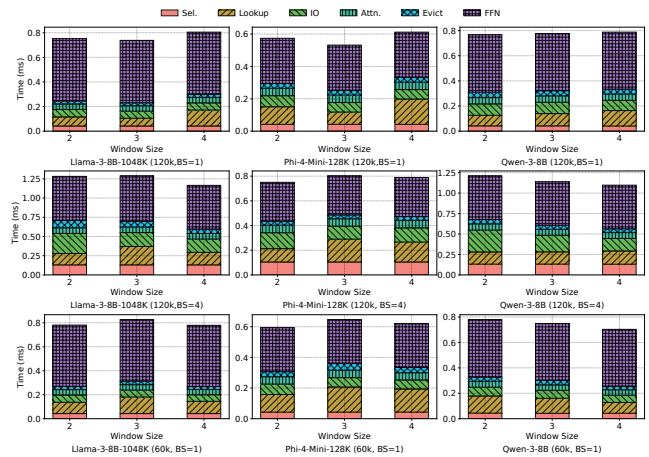 Sel. Lookup IO Attn. Evict FFN
Time (ms)
0.8
0.6
0.4
0.2
0.0
2 3 4
Window Size
Llama-3-8B-1048K (120k,BS=1)
0.6
0.4
0.2
0.0
2 3 4
Window Size
Phi-4-Mini-128K (120k,BS=1)
0.8
0.6
0.4
0.2
0.0
2 3 4
Window Size
Qwen-3-8B (120k,BS=1)
Time (ms)
1.25
1.00
0.75
0.50
0.25
0.00
2 3 4
Window Size
Llama-3-8B-1048K (120k,BS=4)
0.8
0.6
0.4
0.2
0.0
2 3 4
Window Size
Phi-4-Mini-128K (120k, BS=4)
1.25
1.00
0.75
0.50
0.25
0.00
2 3 4
Window Size
Qwen-3-8B (120k, BS=4)
Time (ms)
0.8
0.6
0.4
0.2
0.0
2 3 4
Window Size
Llama-3-8B-1048K (60k, BS=1)
0.6
0.4
0.2
0.0
2 3 4
Window Size
Phi-4-Mini-128K (60k, BS=1)
0.8
0.6
0.4
0.2
0.0
2 3 4
Window Size
Qwen-3-8B (60k, BS=1)